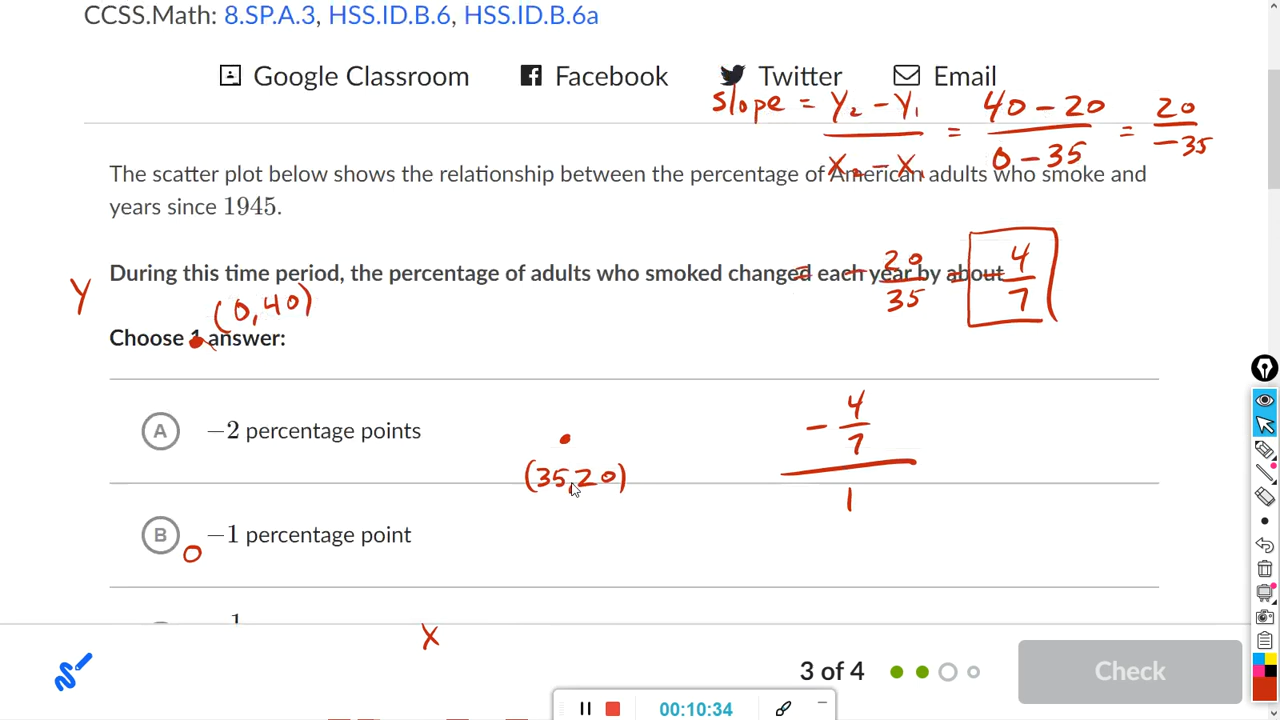 CCSS.Math: 8.SP.A.3, HSS.ID.B.6, HSS.ID.B.6a
Google Classroom Facebook Twitter Email
slope = Y₂ - Y₁ / X₂ - X₁ = 40 - 20 / 0 - 35 = 20 / -35
The scatter plot below shows the relationship between the percentage of American adults who smoke and
years since 1945.
During this time period, the percentage of adults who smoked changed each year by about
= - 20 / 35 = - 4 / 7
Y
(0,40)
Choose 1 answer:
A -2 percentage points
- 4 / 7 / 1
(35,20)
B -1 percentage point
0
X
3 of 4
Check
00:10:34